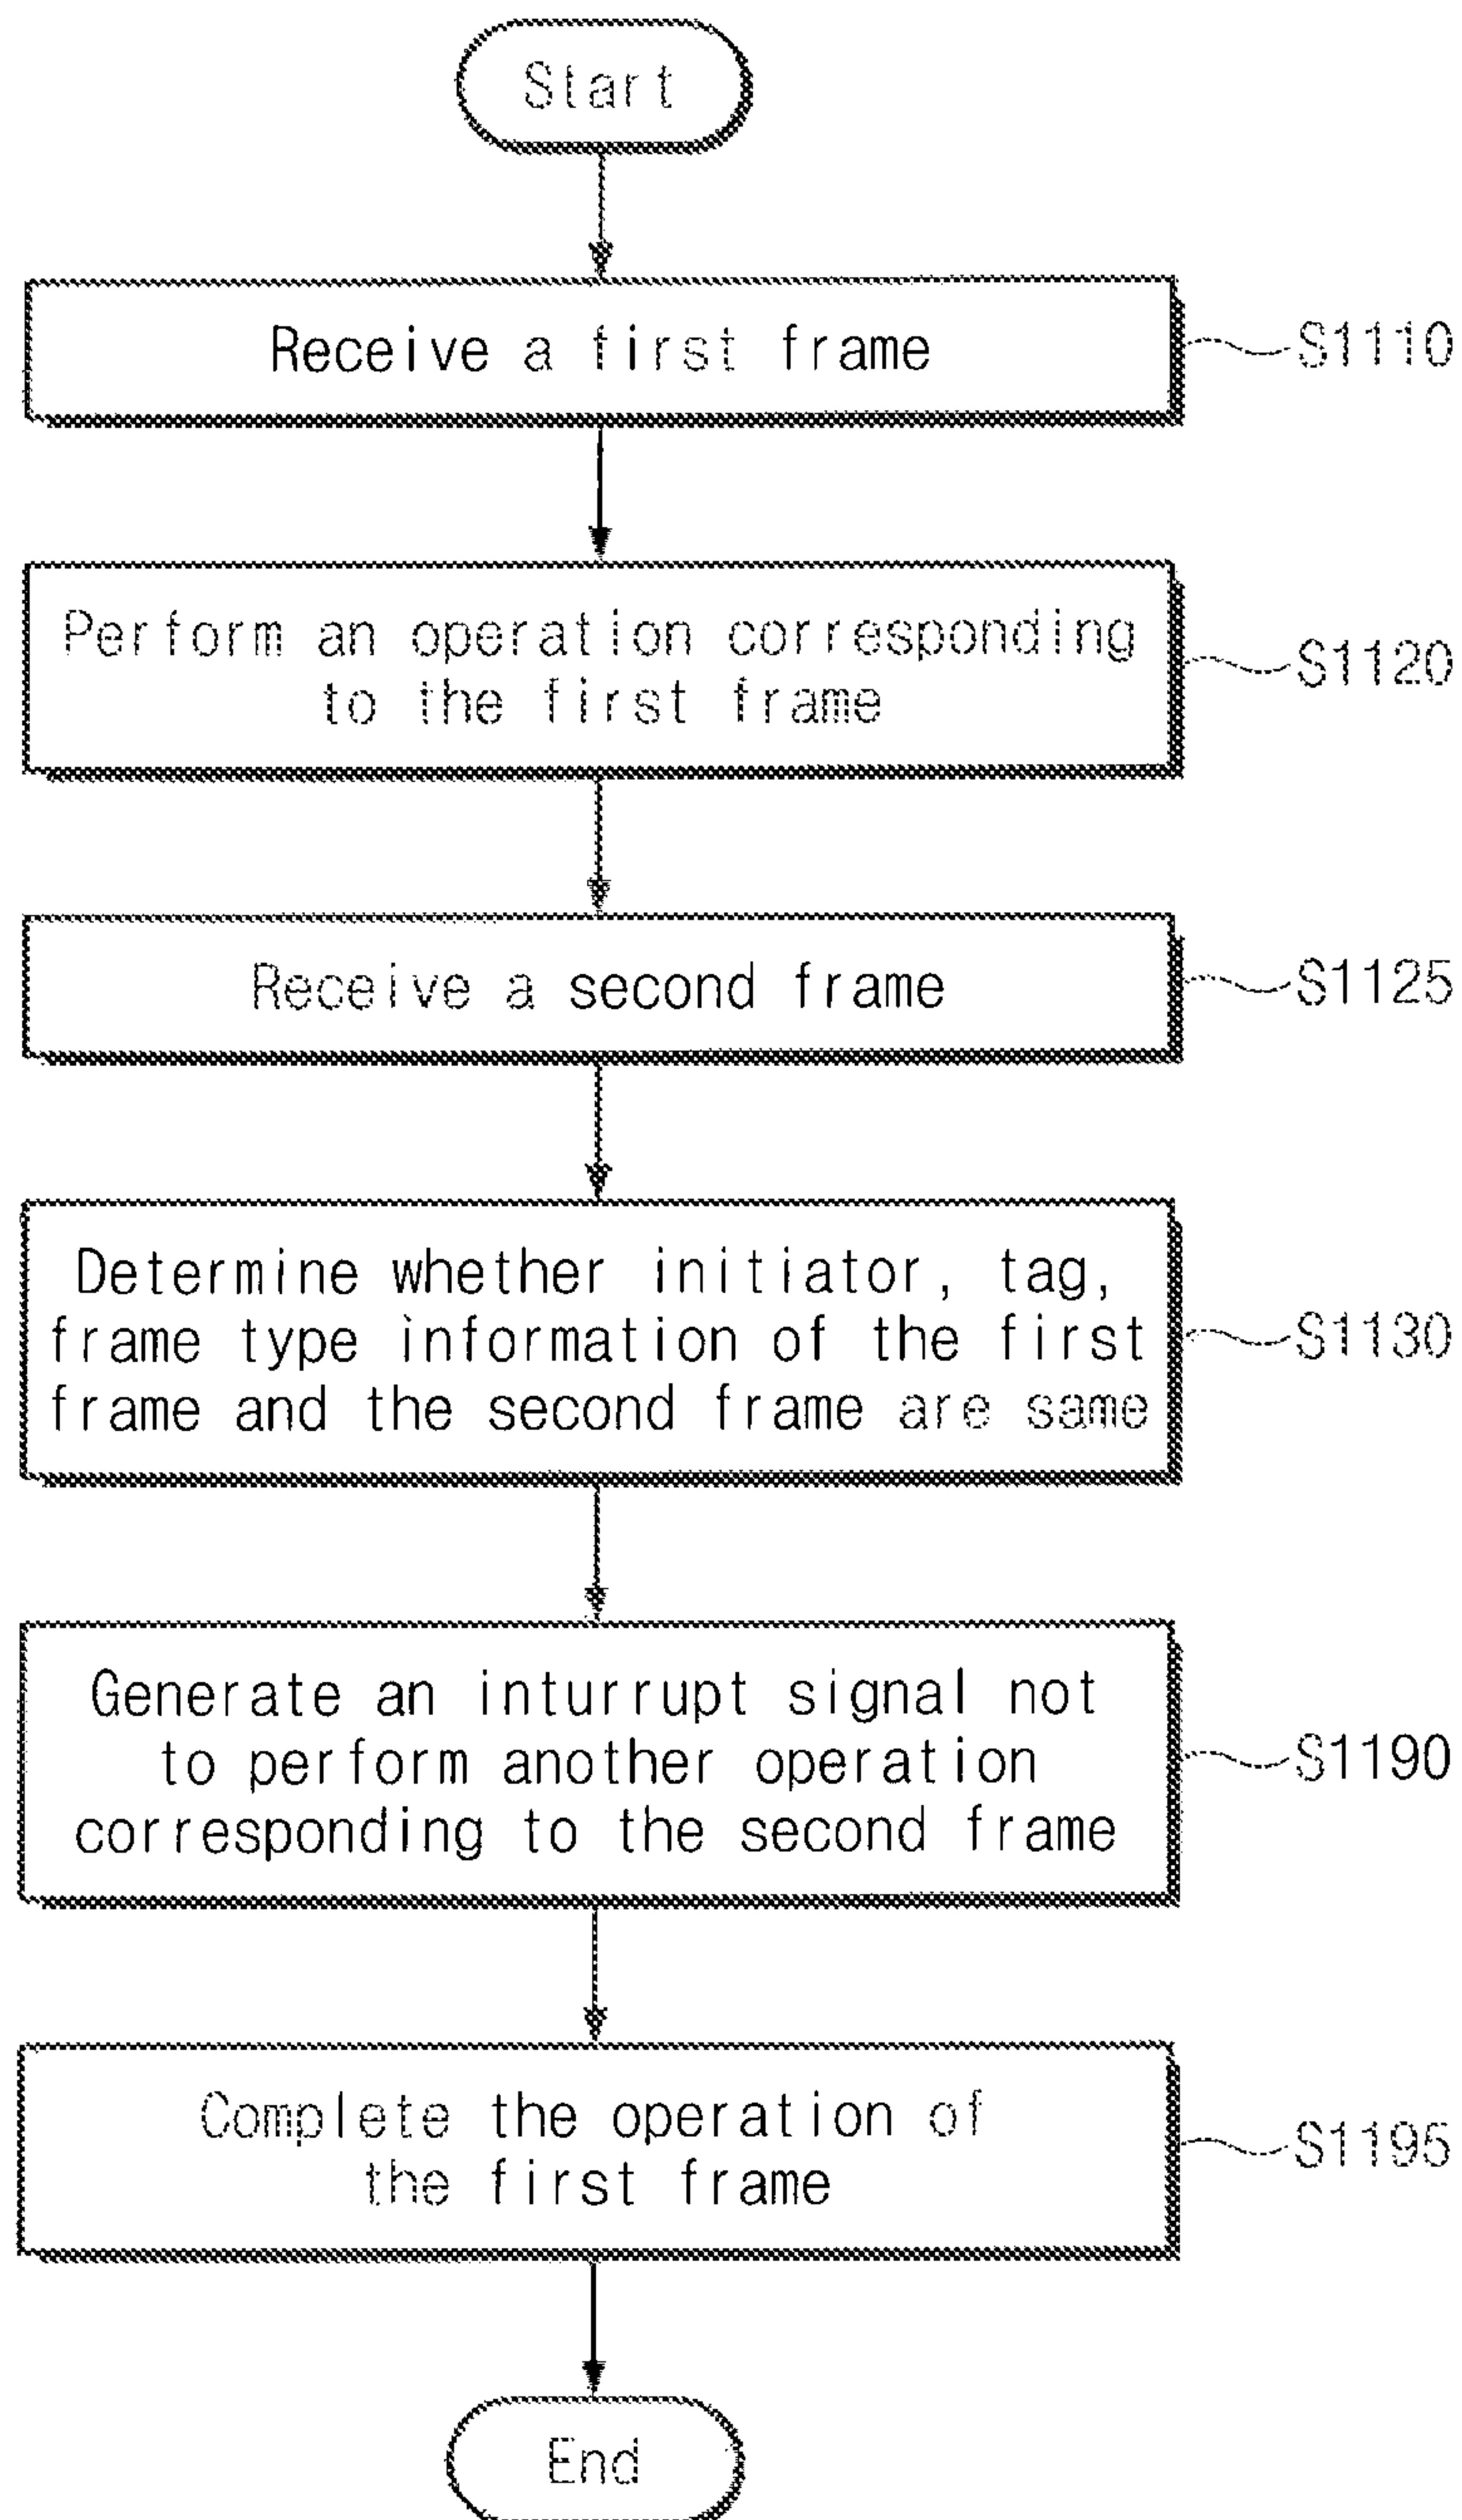 Start
Receive a first frame
S1110
Perform an operation corresponding
to the first frame
S1120
Receive a second frame
S1125
Determine whether initiator, tag,
frame type information of the first
frame and the second frame are same
S1130
Generate an inturrupt signal not
to perform another operation
corresponding to the second frame
S1190
Complete the operation of
the first frame
S1195
End